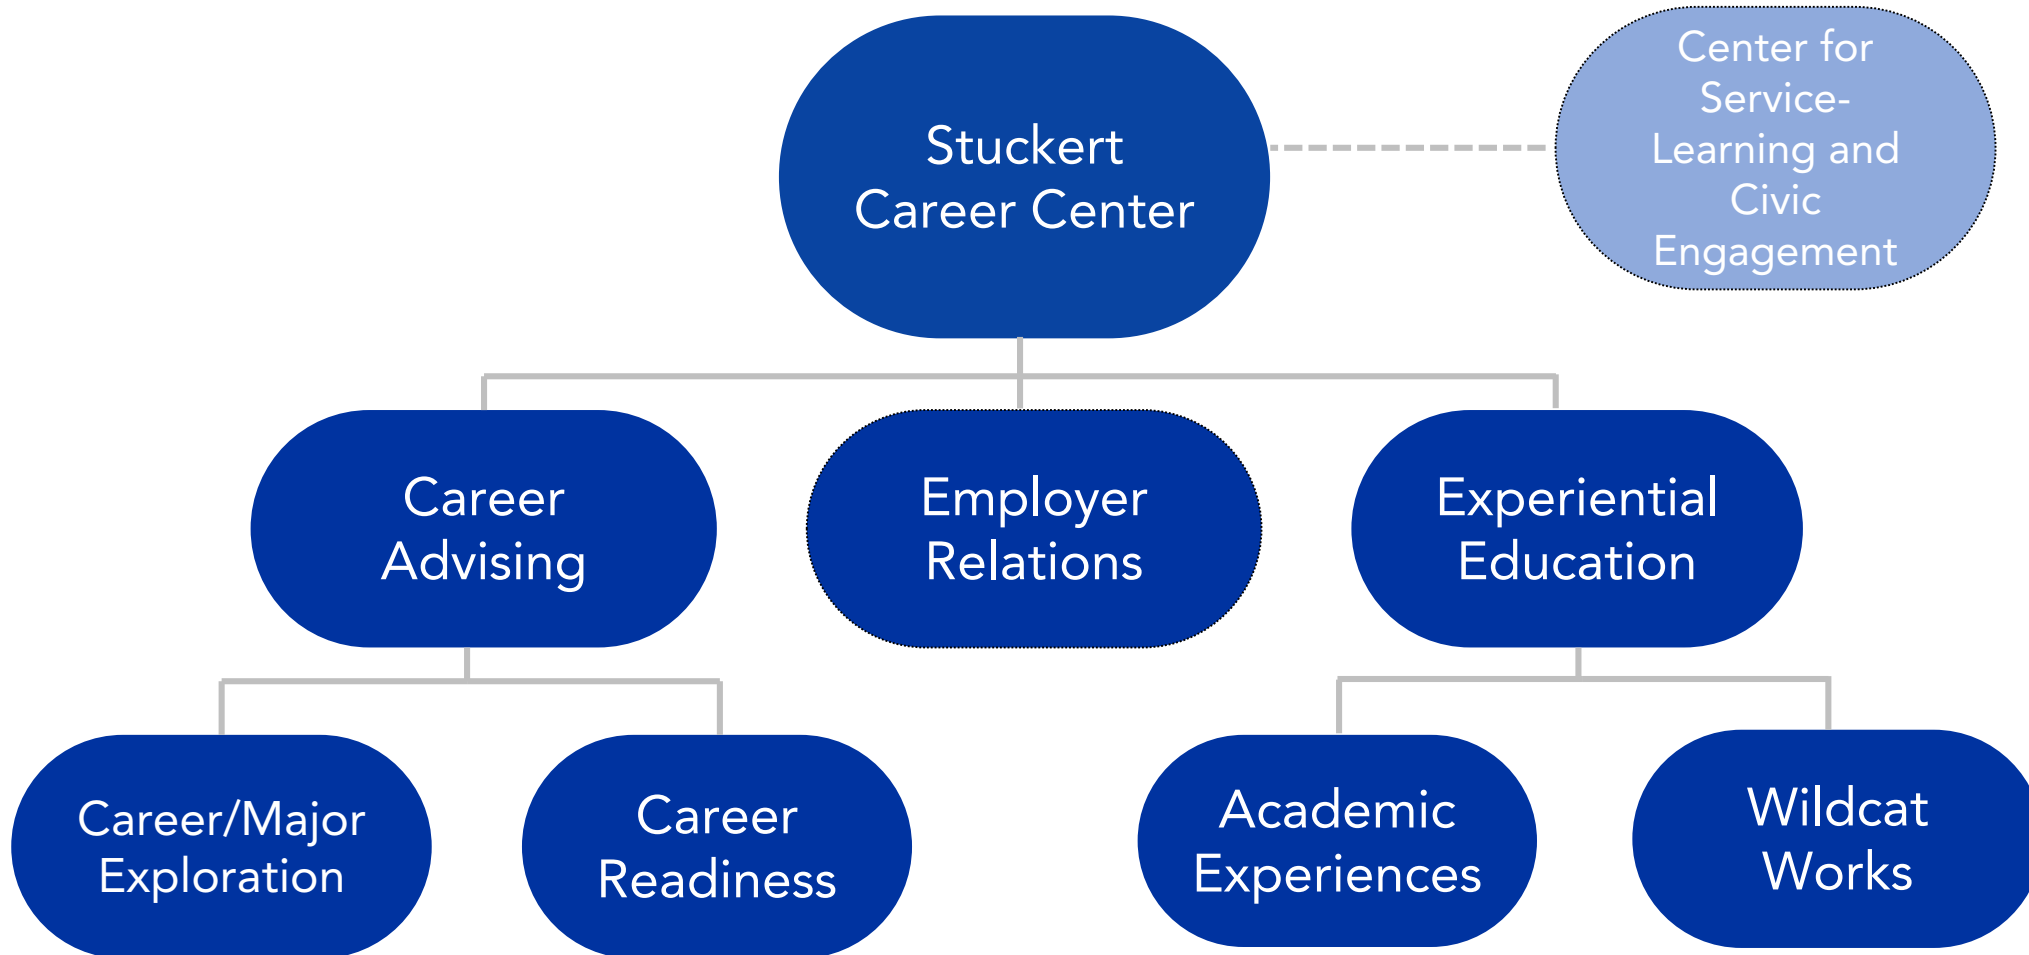 Stuckert
Career Center
Center for
Service-
Learning and
Civic
Engagement
Career
Advising
Employer
Relations
Experiential
Education
Career/Major
Exploration
Career
Readiness
Academic
Experiences
Wildcat
Works